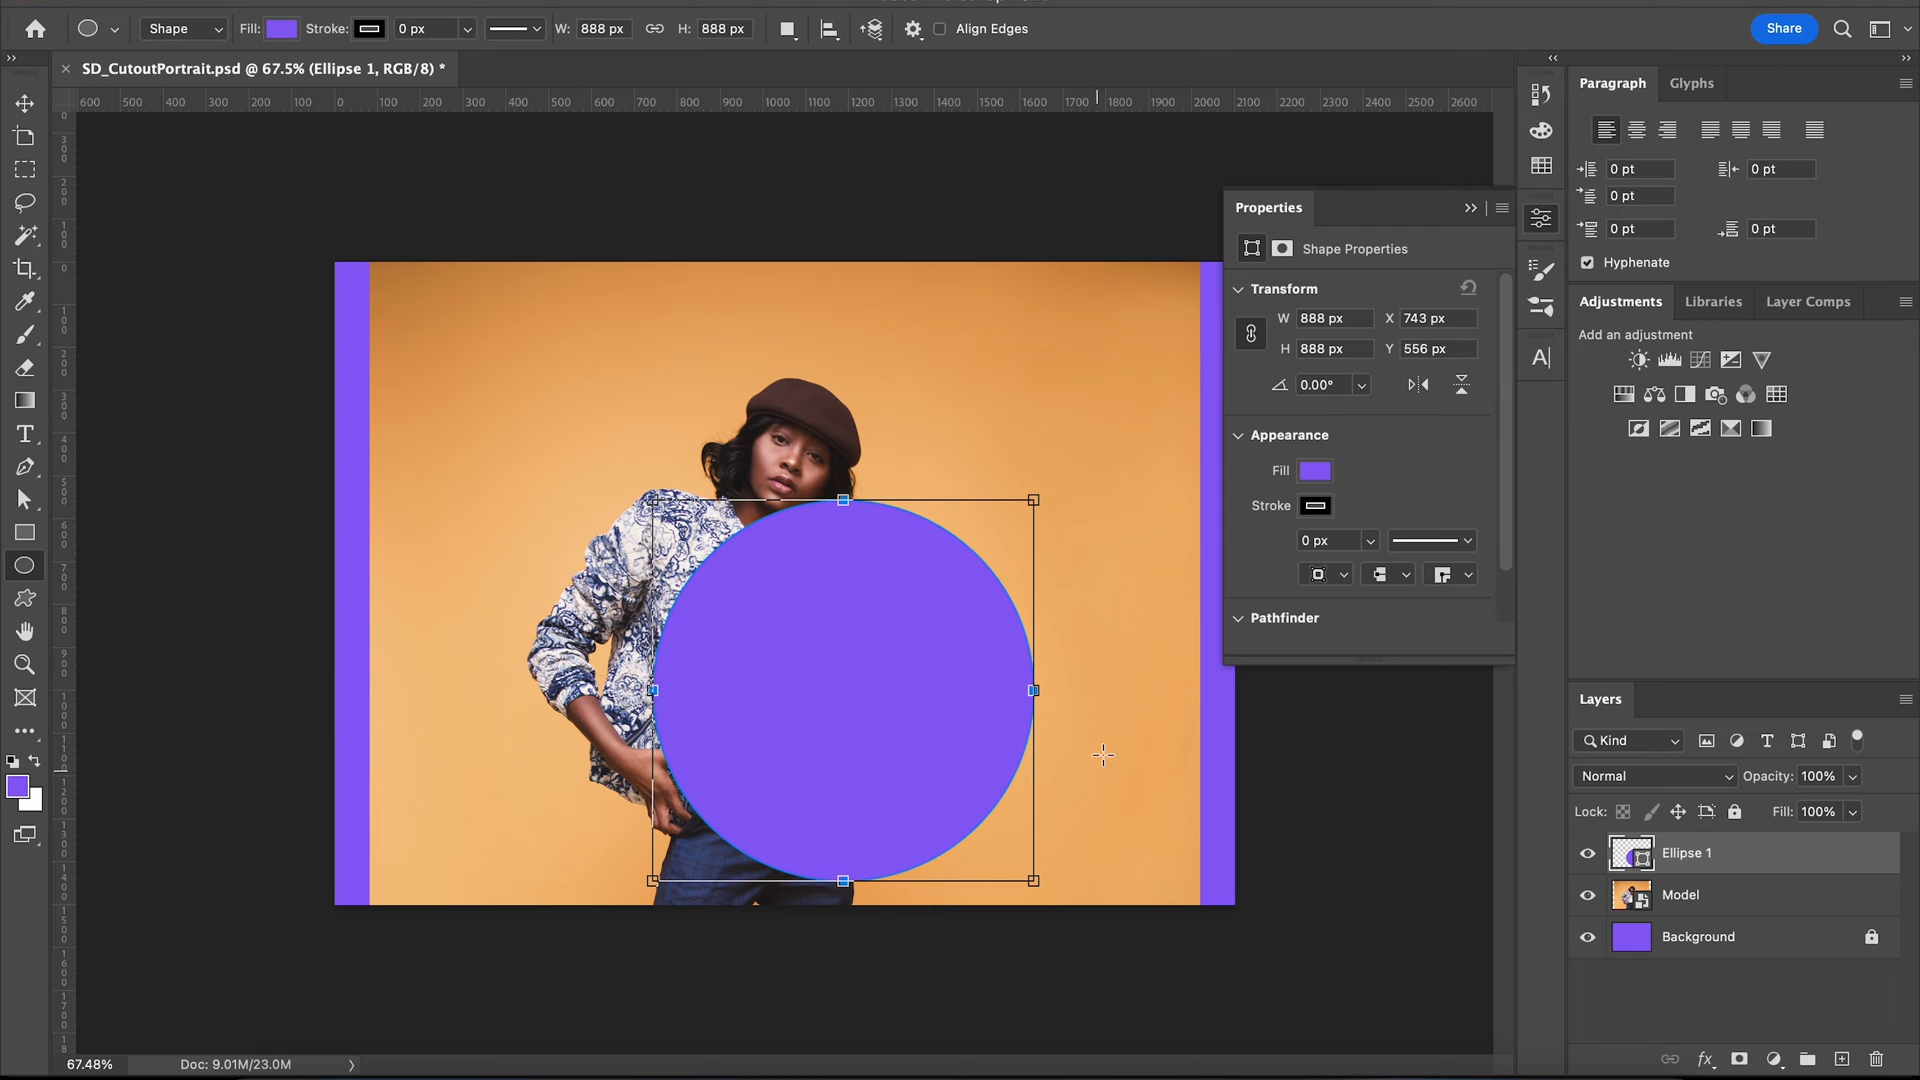 Shape Fill: Stroke: 0 px W: 888 px H: 888 px Align Edges Share
SD_CutoutPortrait.psd @ 67.5% (Ellipse 1, RGB/8) *
600 500 400 300 200 100 0 100 200 300 400 500 600 700 800 900 1000 1100 1200 1300 1400 1500 1600 1700 1800 1900 2000 2100 2200 2300 2400 2500 2600
Paragraph Glyphs
0 pt 0 pt
0 pt
0 pt 0 pt
Hyphenate
Properties
Shape Properties
Transform
W 888 px X 743 px
H 888 px Y 556 px
0.00°
Appearance
Fill
Stroke
0 px
Pathfinder
Adjustments Libraries Layer Comps
Add an adjustment
Layers
Kind
Normal Opacity: 100%
Lock: Fill: 100%
Ellipse 1
Model
Background
67.48% Doc: 9.01M/23.0M